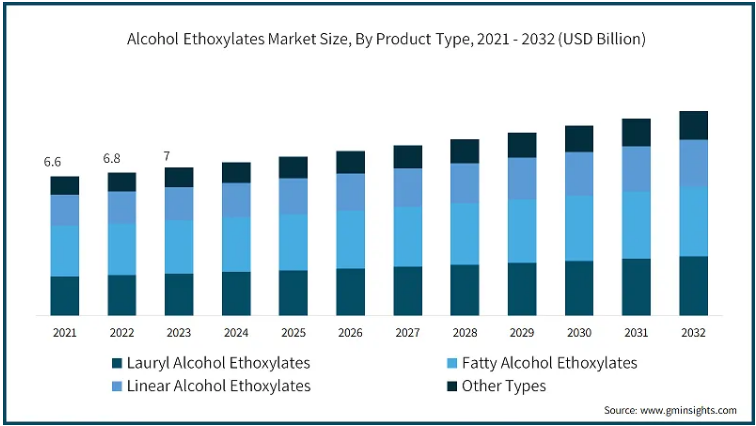 Alcohol Ethoxylates Market Size, By Product Type, 2021 - 2032 (USD Billion)
6.6 6.8 7
2021 2022 2023 2024 2025 2026 2027 2028 2029 2030 2031 2032
Lauryl Alcohol Ethoxylates Fatty Alcohol Ethoxylates
Linear Alcohol Ethoxylates Other Types
Source: www.gminsights.com